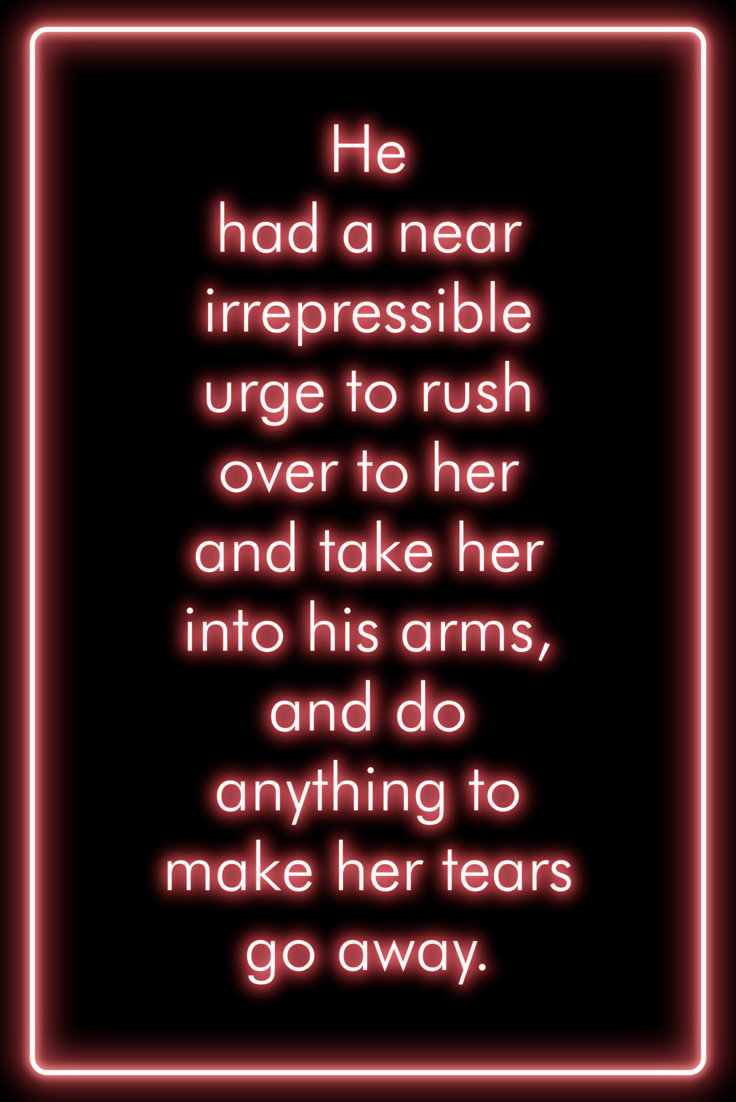 He
had a near
irrepressible
urge to rush
over to her
and take her
into his arms,
and do
anything to
make her tears
go away.